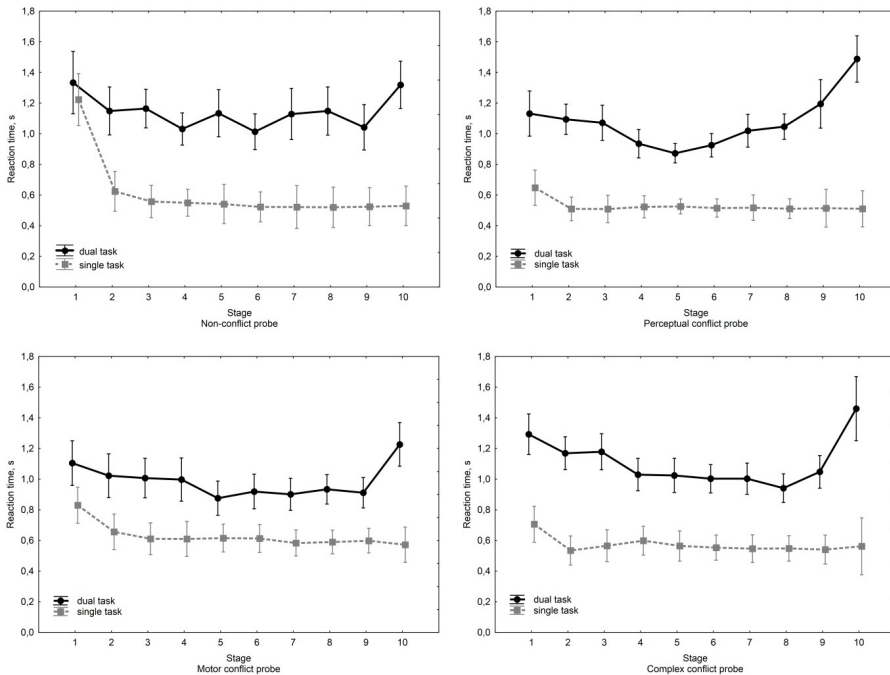 1,8
1,6
1,4
1,2
1,0
0,8
0,6
0,4
0,2
0,0
Reaction time, s
dual task
single task
1 2 3 4 5 6 7 8 9 10
Stage
Non-conflict probe
1,8
1,6
1,4
1,2
1,0
0,8
0,6
0,4
0,2
0,0
Reaction time, s
dual task
single task
1 2 3 4 5 6 7 8 9 10
Stage
Perceptual conflict probe
1,8
1,6
1,4
1,2
1,0
0,8
0,6
0,4
0,2
0,0
Reaction time, s
dual task
single task
1 2 3 4 5 6 7 8 9 10
Stage
Motor conflict probe
1,8
1,6
1,4
1,2
1,0
0,8
0,6
0,4
0,2
0,0
Reaction time, s
dual task
single task
1 2 3 4 5 6 7 8 9 10
Stage
Complex conflict probe